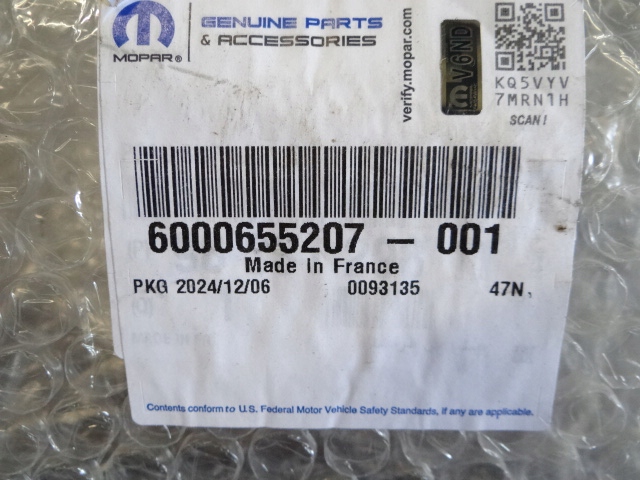 GENUINE PARTS
& ACCESSORIES
MOPAR®
verify.mopar.com
V6ND
KQ5VYV
7MRN1H
SCAN!
6000655207 - 001
Made in France
PKG 2024/12/06 0093135 47N.
Contents conform to U.S. Federal Motor Vehicle Safety Standards, if any are applicable.